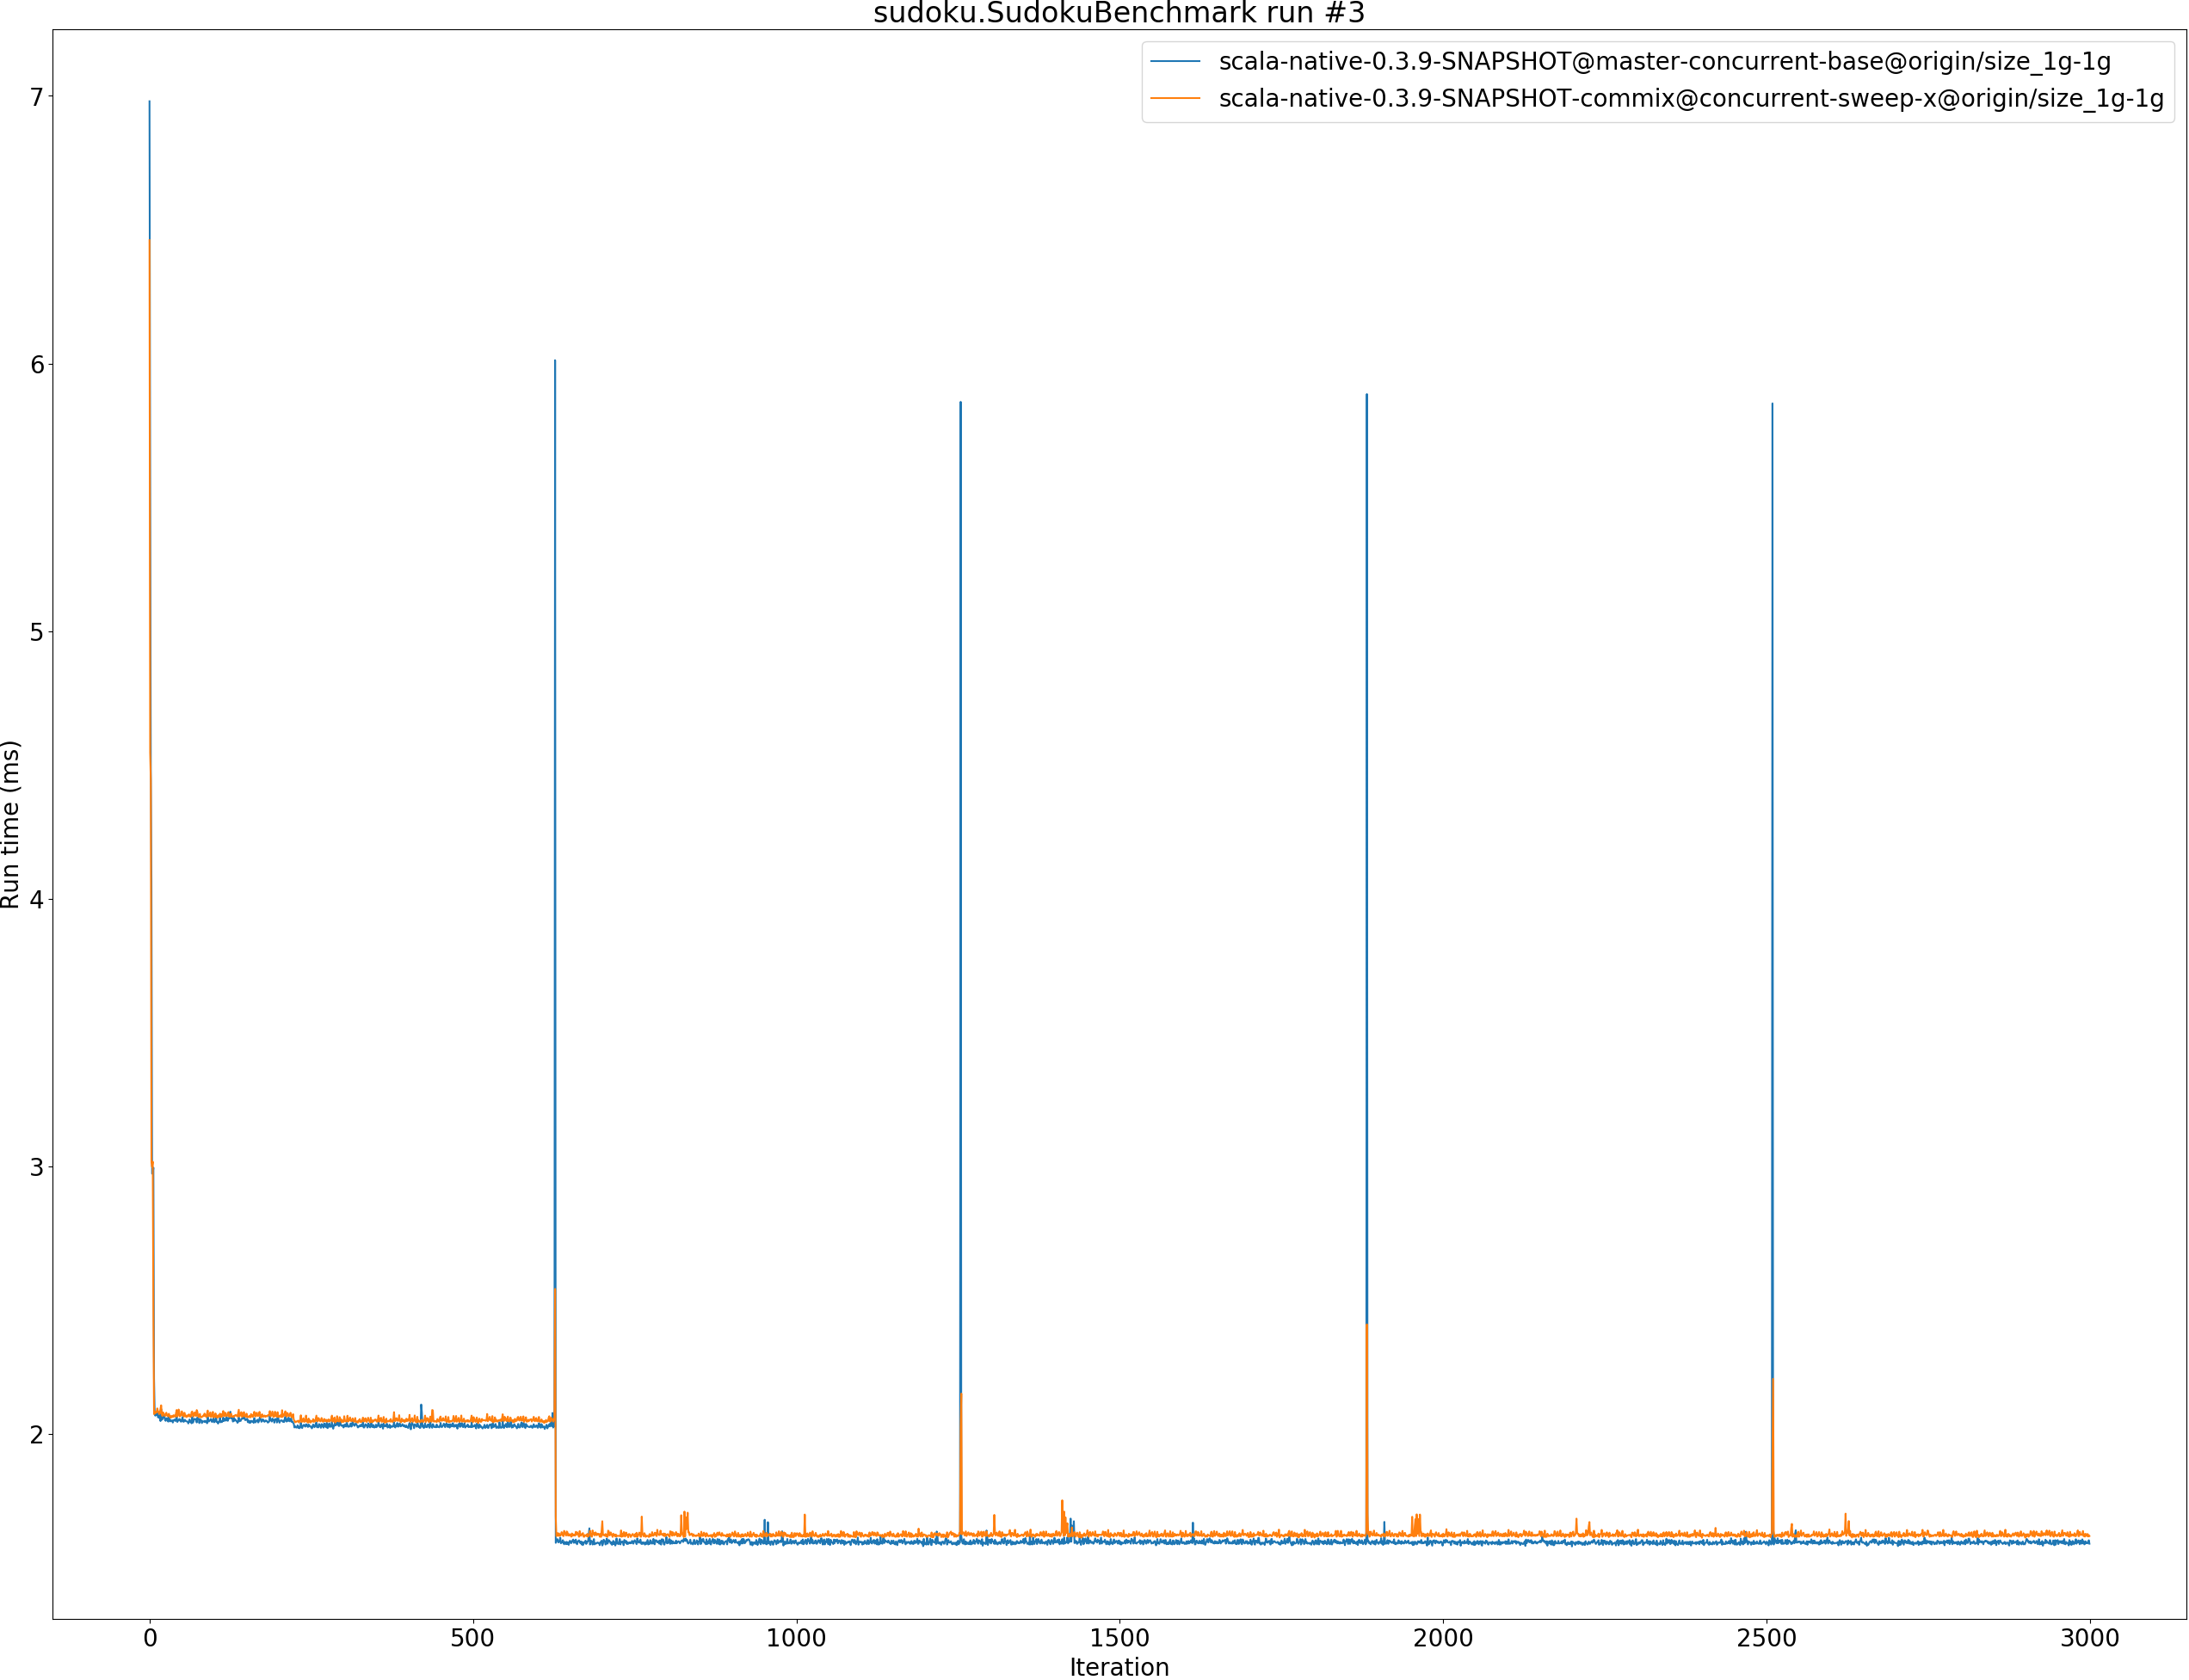 sudoku.SudokuBenchmark run #3
scala-native-0.3.9-SNAPSHOT@master-concurrent-base@origin/size_1g-1g
scala-native-0.3.9-SNAPSHOT-commix@concurrent-sweep-x@origin/size_1g-1g
Run time (ms)
7
6
5
4
3
2
0
500
1000
1500
2000
2500
3000
Iteration